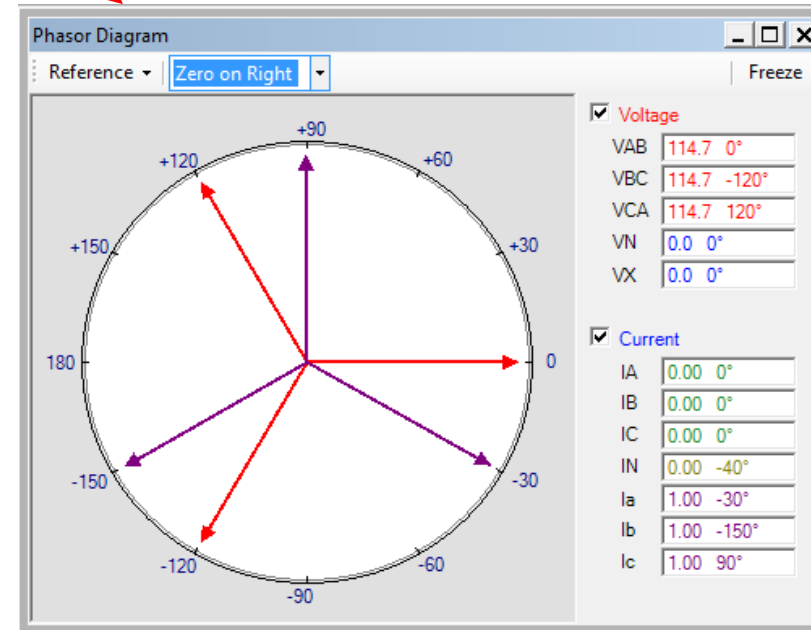 Phasor Diagram
Reference Zero on Right Freeze
+90
+120 +60
+150 +30
180 0
-150 -30
-120 -60
-90
Voltage
VAB 114.7 0°
VBC 114.7 -120°
VCA 114.7 120°
VN 0.0 0°
VX 0.0 0°
Current
IA 0.00 0°
IB 0.00 0°
IC 0.00 0°
IN 0.00 -40°
Ia 1.00 -30°
Ib 1.00 -150°
Ic 1.00 90°